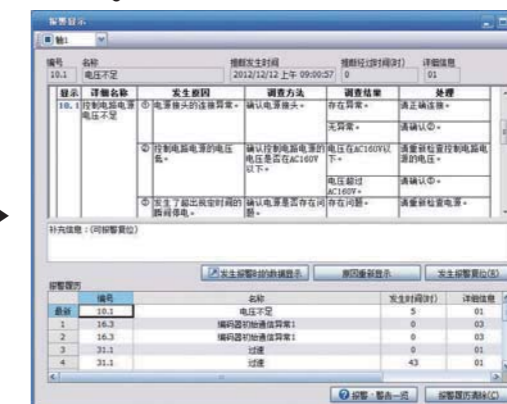 报警显示
轴1
编号 名称 报警发生时间 报警经过时间(时) 详细信息
10.1 电压不足 2012/12/12 上午 09:00:57 0 01
显示 详细名称 发生原因 调查方法 调查结果 处理
10.1 控制电路电源电压不足 ① 电源接头的连接异常。 确认电源接头。 存在异常。 请正确连接。
无异常。 请确认②。
② 控制电路电源的电压低。 确认控制电路电源的电压是否在AC160V以下。 电压在AC160V以下。 请重新检查控制电路电源的电压。
电压超过AC160V。 请确认③。
③ 发生了超出规定时间的瞬间停电。 确认电源是否存在问题。 存在问题。 请重新检查电源。
补充信息：(可报警复位)
发生报警时的数据显示 原因重新显示 发生报警复位(R)
报警履历
编号 名称 发生时间(时) 详细信息
最新 10.1 电压不足 5 01
1 16.3 编码器初始通信异常1 0 03
2 16.3 编码器初始通信异常1 0 03
3 31.1 过速 0 01
4 31.1 过速 43 01
报警·警告一览 报警履历清除(C)